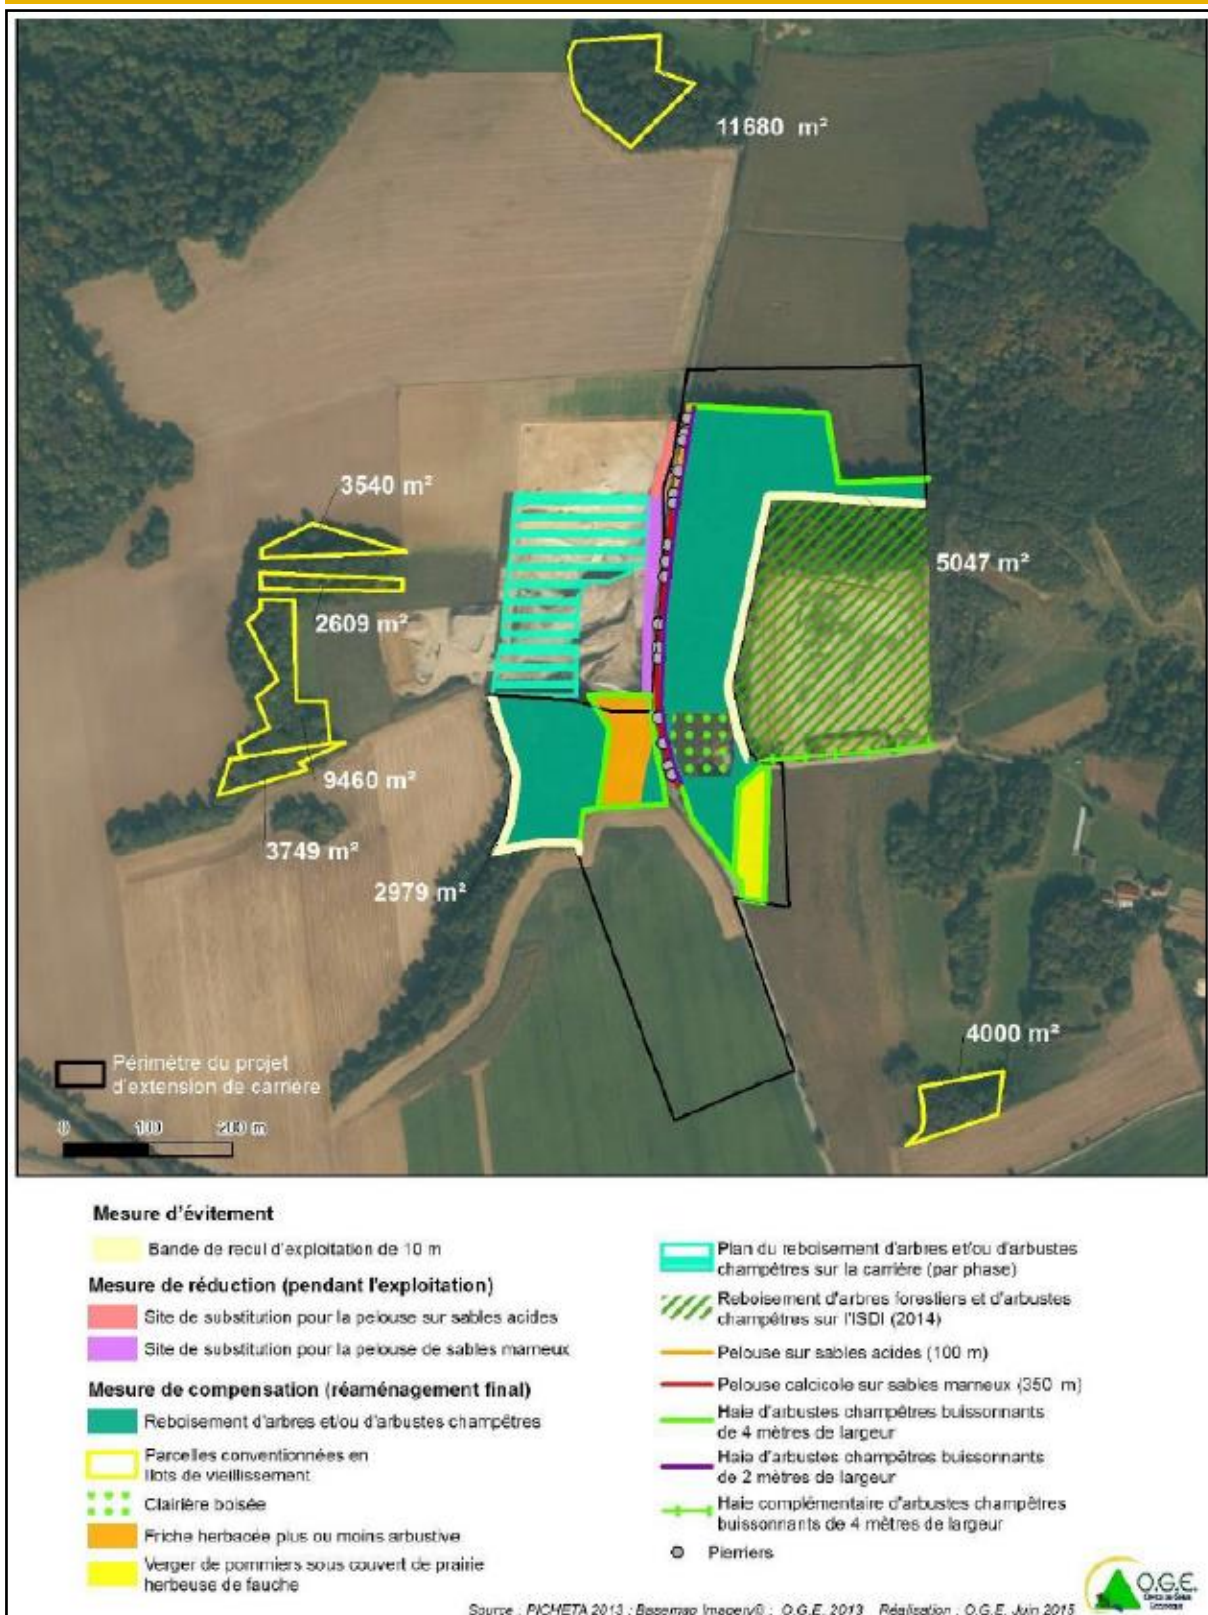 11680 m²
3540 m²
5047 m²
2609 m²
9460 m²
3749 m²
2979 m²
4000 m²
Périmètre du projet
d'extension de carrière
0 100 200 m
Mesure d'évitement
Bande de recul d'exploitation de 10 m
Mesure de réduction (pendant l'exploitation)
Site de substitution pour la pelouse sur sables acides
Site de substitution pour la pelouse de sables marneux
Mesure de compensation (réaménagement final)
Reboisement d'arbres et/ou d'arbustes champêtres
Parcelles conventionnées en
îlots de vieillissement
Clairière boisée
Friche herbacée plus ou moins arbustive
Verger de pommiers sous couvert de prairie
herbeuse de fauche
Plan du reboisement d'arbres et/ou d'arbustes
champêtres sur la carrière (par phase)
Reboisement d'arbres forestiers et d'arbustes
champêtres sur l'ISDI (2014)
Pelouse sur sables acides (100 m)
Pelouse calcicole sur sables marneux (350 m)
Haie d'arbustes champêtres buissonnants
de 4 mètres de largeur
Haie d'arbustes champêtres buissonnants
de 2 mètres de largeur
Haie complémentaire d'arbustes champêtres
buissonnants de 4 mètres de largeur
Pierriers
Source : PICHETA 2013 ; Basemap Imagery© ; O.G.E. 2013 Réalisation : O.G.E. Juin 2015
O.G.E.